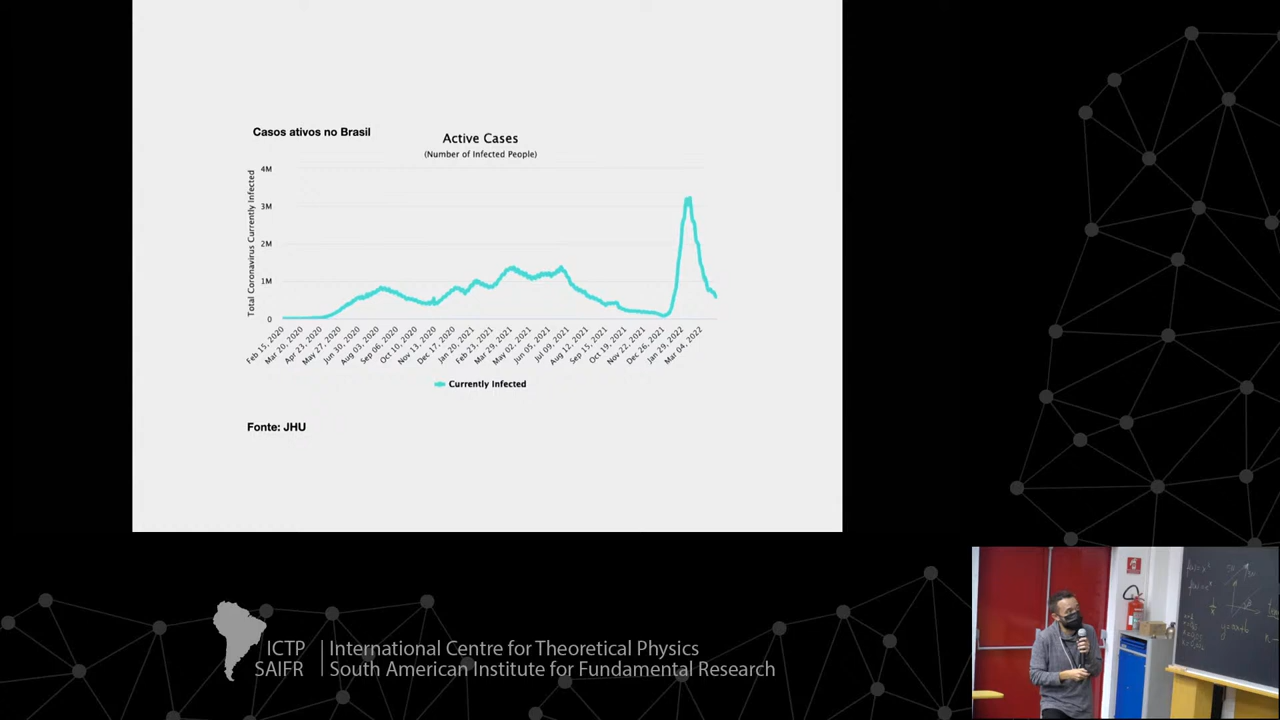 Casos ativos no Brasil
Active Cases
(Number of Infected People)
Total Coronavirus Currently Infected
4M
3M
2M
1M
0
Feb 15, 2020
Mar 20, 2020
Apr 23, 2020
May 27, 2020
Jun 30, 2020
Aug 03, 2020
Sep 06, 2020
Oct 10, 2020
Nov 13, 2020
Dec 17, 2020
Jan 20, 2021
Feb 23, 2021
Mar 29, 2021
May 02, 2021
Jun 05, 2021
Jul 09, 2021
Aug 12, 2021
Sep 15, 2021
Oct 19, 2021
Nov 22, 2021
Dec 26, 2021
Jan 29, 2022
Mar 04, 2022
Currently Infected
Fonte: JHU
ICTP
SAIFR
International Centre for Theoretical Physics
South American Institute for Fundamental Research
y=ax+b